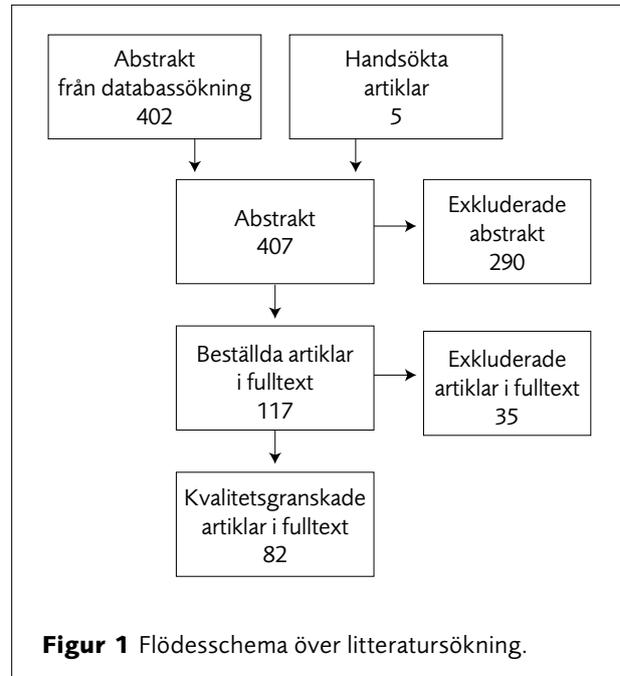 Abstrakt
från databassökning
402
Handsökta
artiklar
5
Abstrakt
407
Exkluderade
abstrakt
290
Beställda artiklar
i fulltext
117
Exkluderade
artiklar i fulltext
35
Kvalitetsgranskade
artiklar i fulltext
82
Figur 1 Flödesschema över litteratursökning.